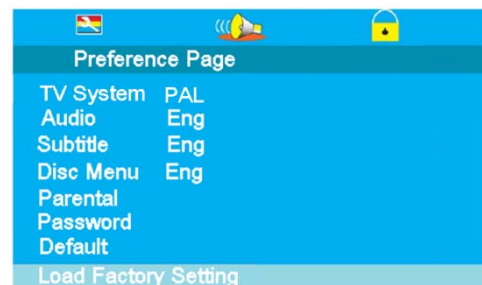 Preference Page
TV System PAL
Audio Eng
Subtitle Eng
Disc Menu Eng
Parental
Password
Default
Load Factory Setting